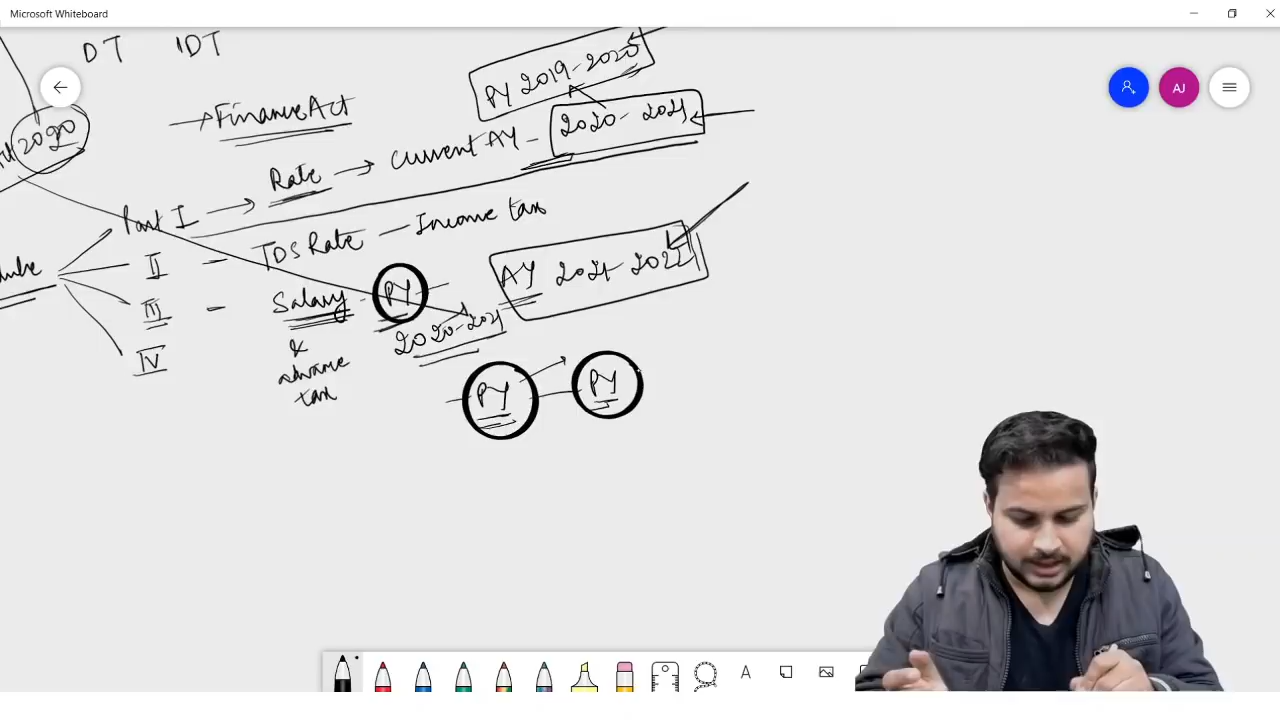 Microsoft Whiteboard
DT IDT
PY 2019-2020
→ Finance Act
2020
Rate → Current AY - 2020-2021
Part I →
II - TDS Rate - Income tax
AY 2021-2022
III - Salary - PY
2020-2021
&
advance
tax
IV
PY PY
AJ
A